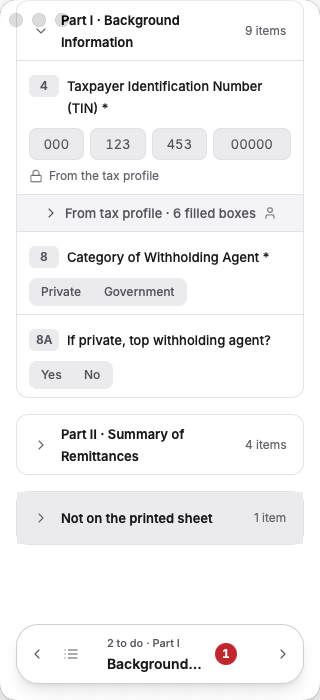 Part I · Background
Information
9 items
4
Taxpayer Identification Number
(TIN) *
000
123
453
00000
From the tax profile
From tax profile · 6 filled boxes
8
Category of Withholding Agent *
Private
Government
8A
If private, top withholding agent?
Yes
No
Part II · Summary of
Remittances
4 items
Not on the printed sheet
1 item
2 to do · Part I
Background...
1